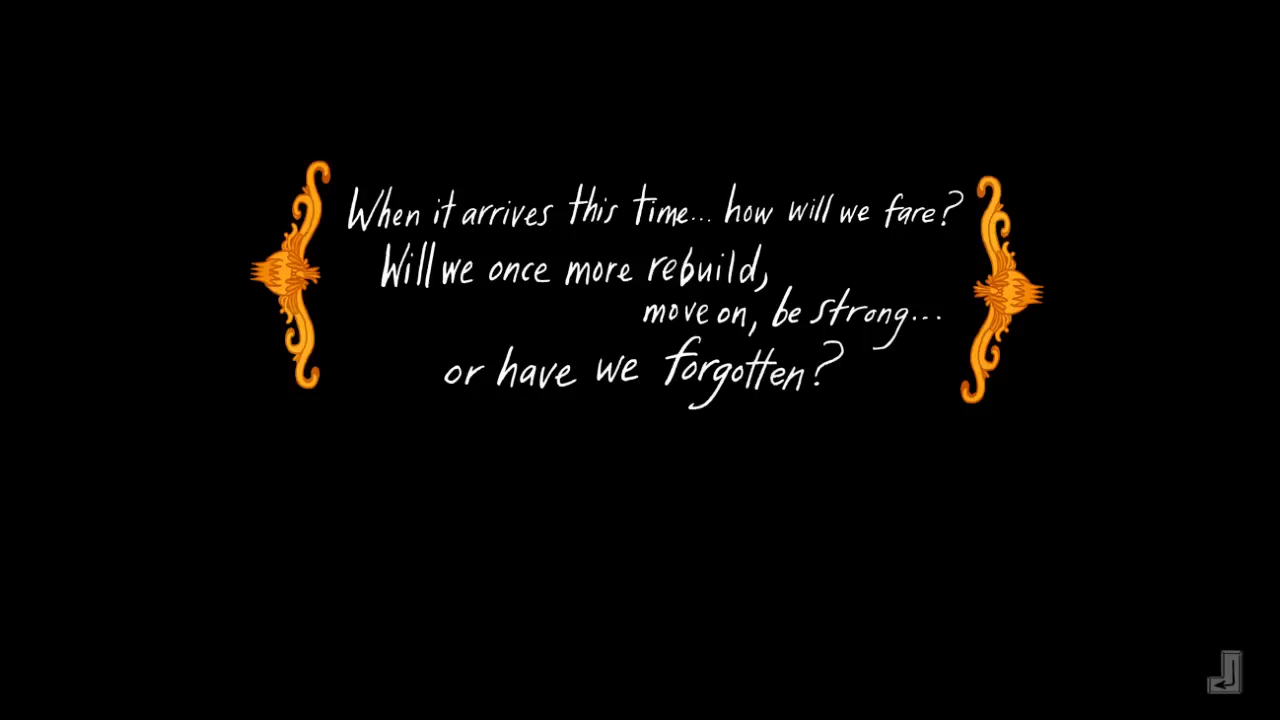 When it arrives this time... how will we fare?
Will we once more rebuild,
move on, be strong...
or have we forgotten?